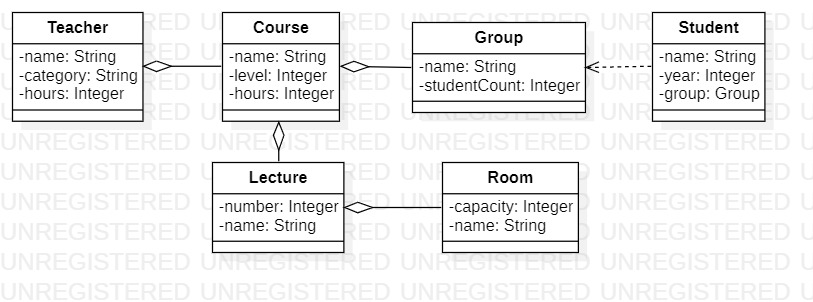 Teacher
-name: String
-category: String
-hours: Integer
Course
-name: String
-level: Integer
-hours: Integer
Group
-name: String
-studentCount: Integer
Student
-name: String
-year: Integer
-group: Group
Lecture
-number: Integer
-name: String
Room
-capacity: Integer
-name: String
UNREGISTERED UNREGISTERED UNREGISTERED UNREGISTERED UNREGISTERED